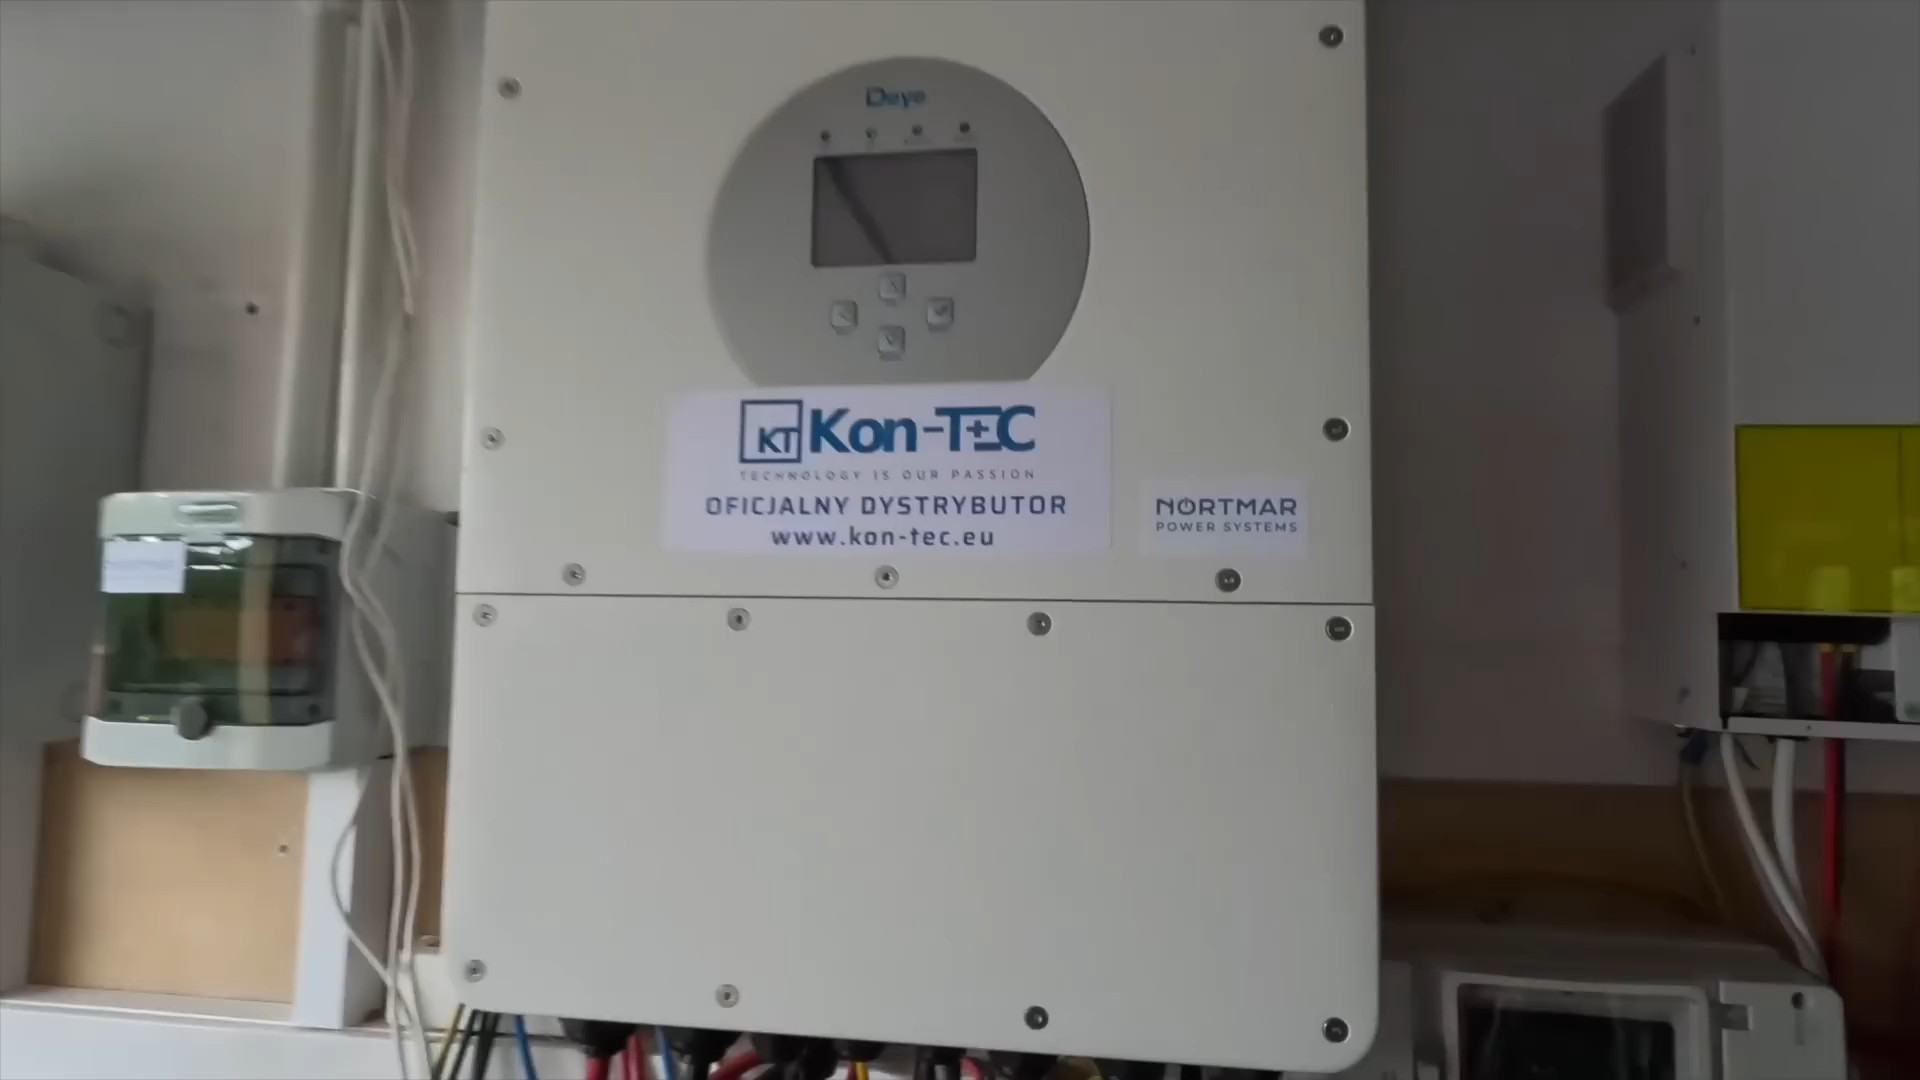 Deye
KT Kon-TEC
TECHNOLOGY IS OUR PASSION
OFICJALNY DYSTRYBUTOR
www.kon-tec.eu
NORTMAR
POWER SYSTEMS